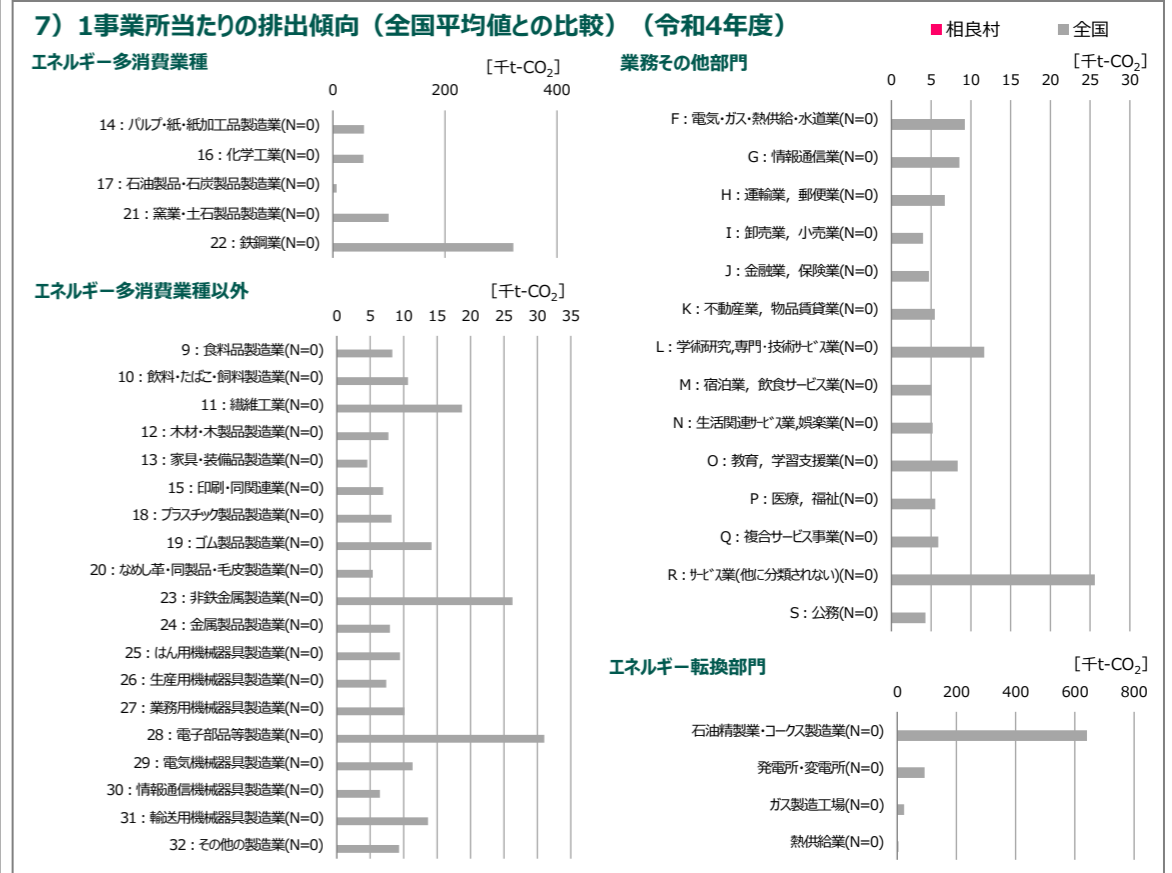 7）1事業所当たりの排出傾向（全国平均値との比較）（令和4年度）
相良村 全国
エネルギー多消費業種
[千t-CO2]
0 200 400
14：パルプ・紙・紙加工品製造業(N=0)
16：化学工業(N=0)
17：石油製品・石炭製品製造業(N=0)
21：窯業・土石製品製造業(N=0)
22：鉄鋼業(N=0)
エネルギー多消費業種以外
[千t-CO2]
0 5 10 15 20 25 30 35
9：食料品製造業(N=0)
10：飲料・たばこ・飼料製造業(N=0)
11：繊維工業(N=0)
12：木材・木製品製造業(N=0)
13：家具・装備品製造業(N=0)
15：印刷・同関連業(N=0)
18：プラスチック製品製造業(N=0)
19：ゴム製品製造業(N=0)
20：なめし革・同製品・毛皮製造業(N=0)
23：非鉄金属製造業(N=0)
24：金属製品製造業(N=0)
25：はん用機械器具製造業(N=0)
26：生産用機械器具製造業(N=0)
27：業務用機械器具製造業(N=0)
28：電子部品等製造業(N=0)
29：電気機械器具製造業(N=0)
30：情報通信機械器具製造業(N=0)
31：輸送用機械器具製造業(N=0)
32：その他の製造業(N=0)
業務その他部門
[千t-CO2]
0 5 10 15 20 25 30
F：電気・ガス・熱供給・水道業(N=0)
G：情報通信業(N=0)
H：運輸業，郵便業(N=0)
I：卸売業，小売業(N=0)
J：金融業，保険業(N=0)
K：不動産業，物品賃貸業(N=0)
L：学術研究,専門・技術ｻｰﾋﾞｽ業(N=0)
M：宿泊業，飲食サービス業(N=0)
N：生活関連ｻｰﾋﾞｽ業,娯楽業(N=0)
O：教育，学習支援業(N=0)
P：医療，福祉(N=0)
Q：複合サービス事業(N=0)
R：ｻｰﾋﾞｽ業(他に分類されない)(N=0)
S：公務(N=0)
エネルギー転換部門
[千t-CO2]
0 200 400 600 800
石油精製業・コークス製造業(N=0)
発電所・変電所(N=0)
ガス製造工場(N=0)
熱供給業(N=0)